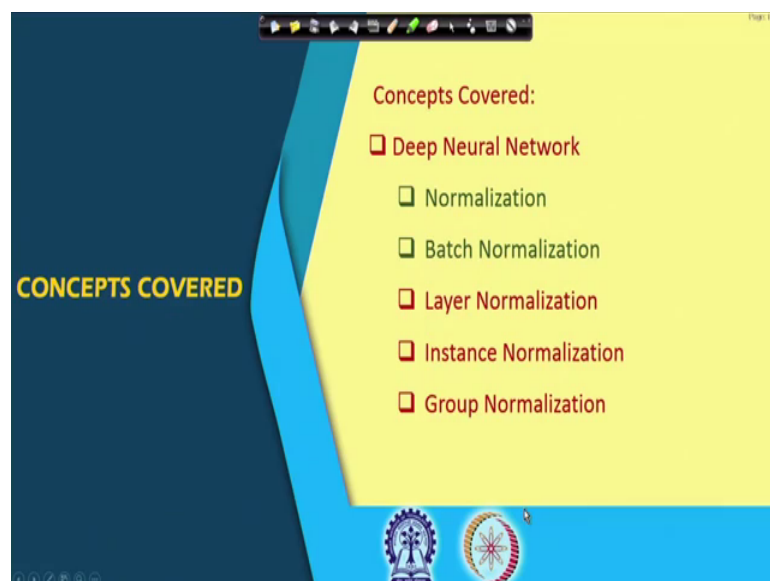 Concepts Covered:
Deep Neural Network
Normalization
Batch Normalization
CONCEPTS COVERED
Layer Normalization
Instance Normalization
Group Normalization